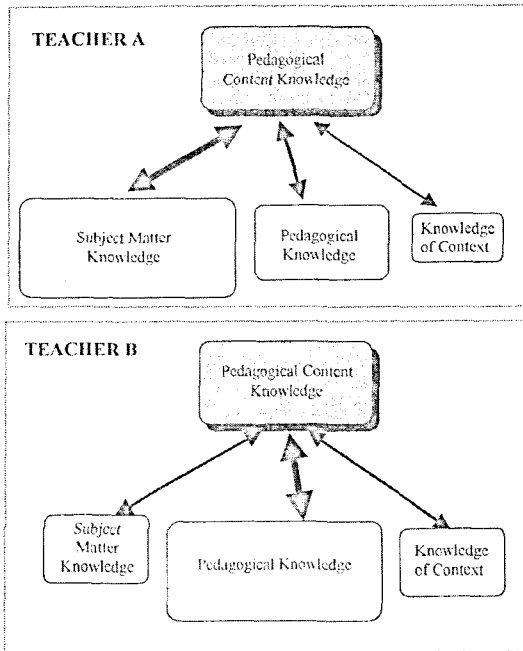 TEACHER A
Pedagogical
Content Knowledge
Subject Matter
Knowledge
Pedagogical
Knowledge
Knowledge
of Context
TEACHER B
Pedagogical Content
Knowledge
Subject
Matter
Knowledge
Pedagogical Knowledge
Knowledge
of Context